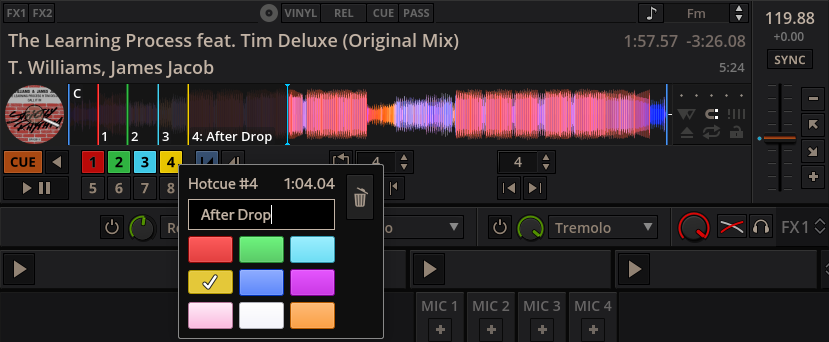 FX1 FX2 VINYL REL CUE PASS Fm 119.88
The Learning Process feat. Tim Deluxe (Original Mix) 1:57.57 -3:26.08 +0.00
T. Williams, James Jacob 5:24 SYNC
C
1 2 3 4: After Drop
CUE 1 2 3 4 4 4
5 6 7 8
Hotcue #4 1:04.04
After Drop
Tremolo FX1
MIC 1 MIC 2 MIC 3 MIC 4